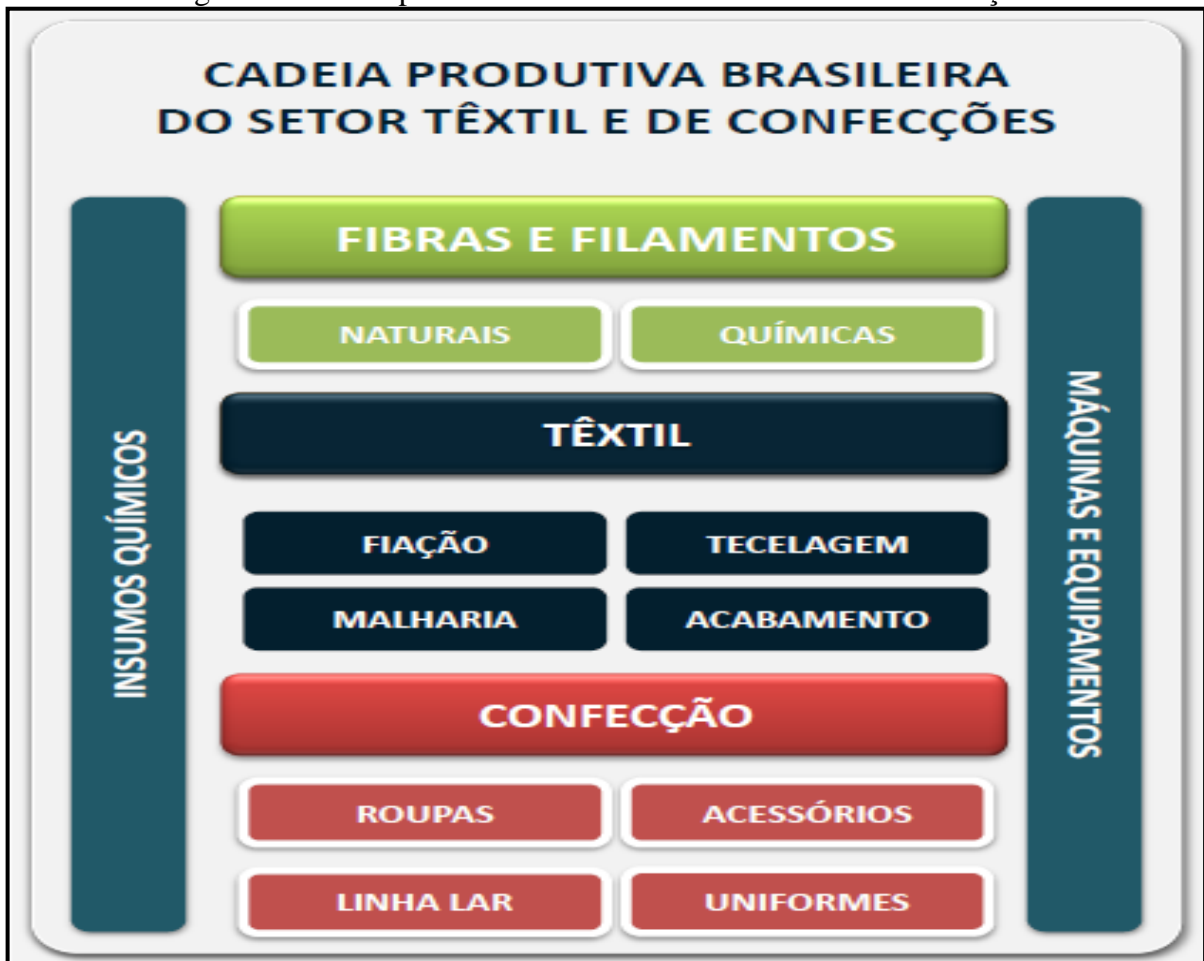 CADEIA PRODUTIVA BRASILEIRA
DO SETOR TÊXTIL E DE CONFECÇÕES
INSUMOS QUÍMICOS
FIBRAS E FILAMENTOS
NATURAIS
QUÍMICAS
TÊXTIL
FIAÇÃO
TECELAGEM
MALHARIA
ACABAMENTO
CONFECÇÃO
ROUPAS
ACESSÓRIOS
LINHA LAR
UNIFORMES
MÁQUINAS E EQUIPAMENTOS